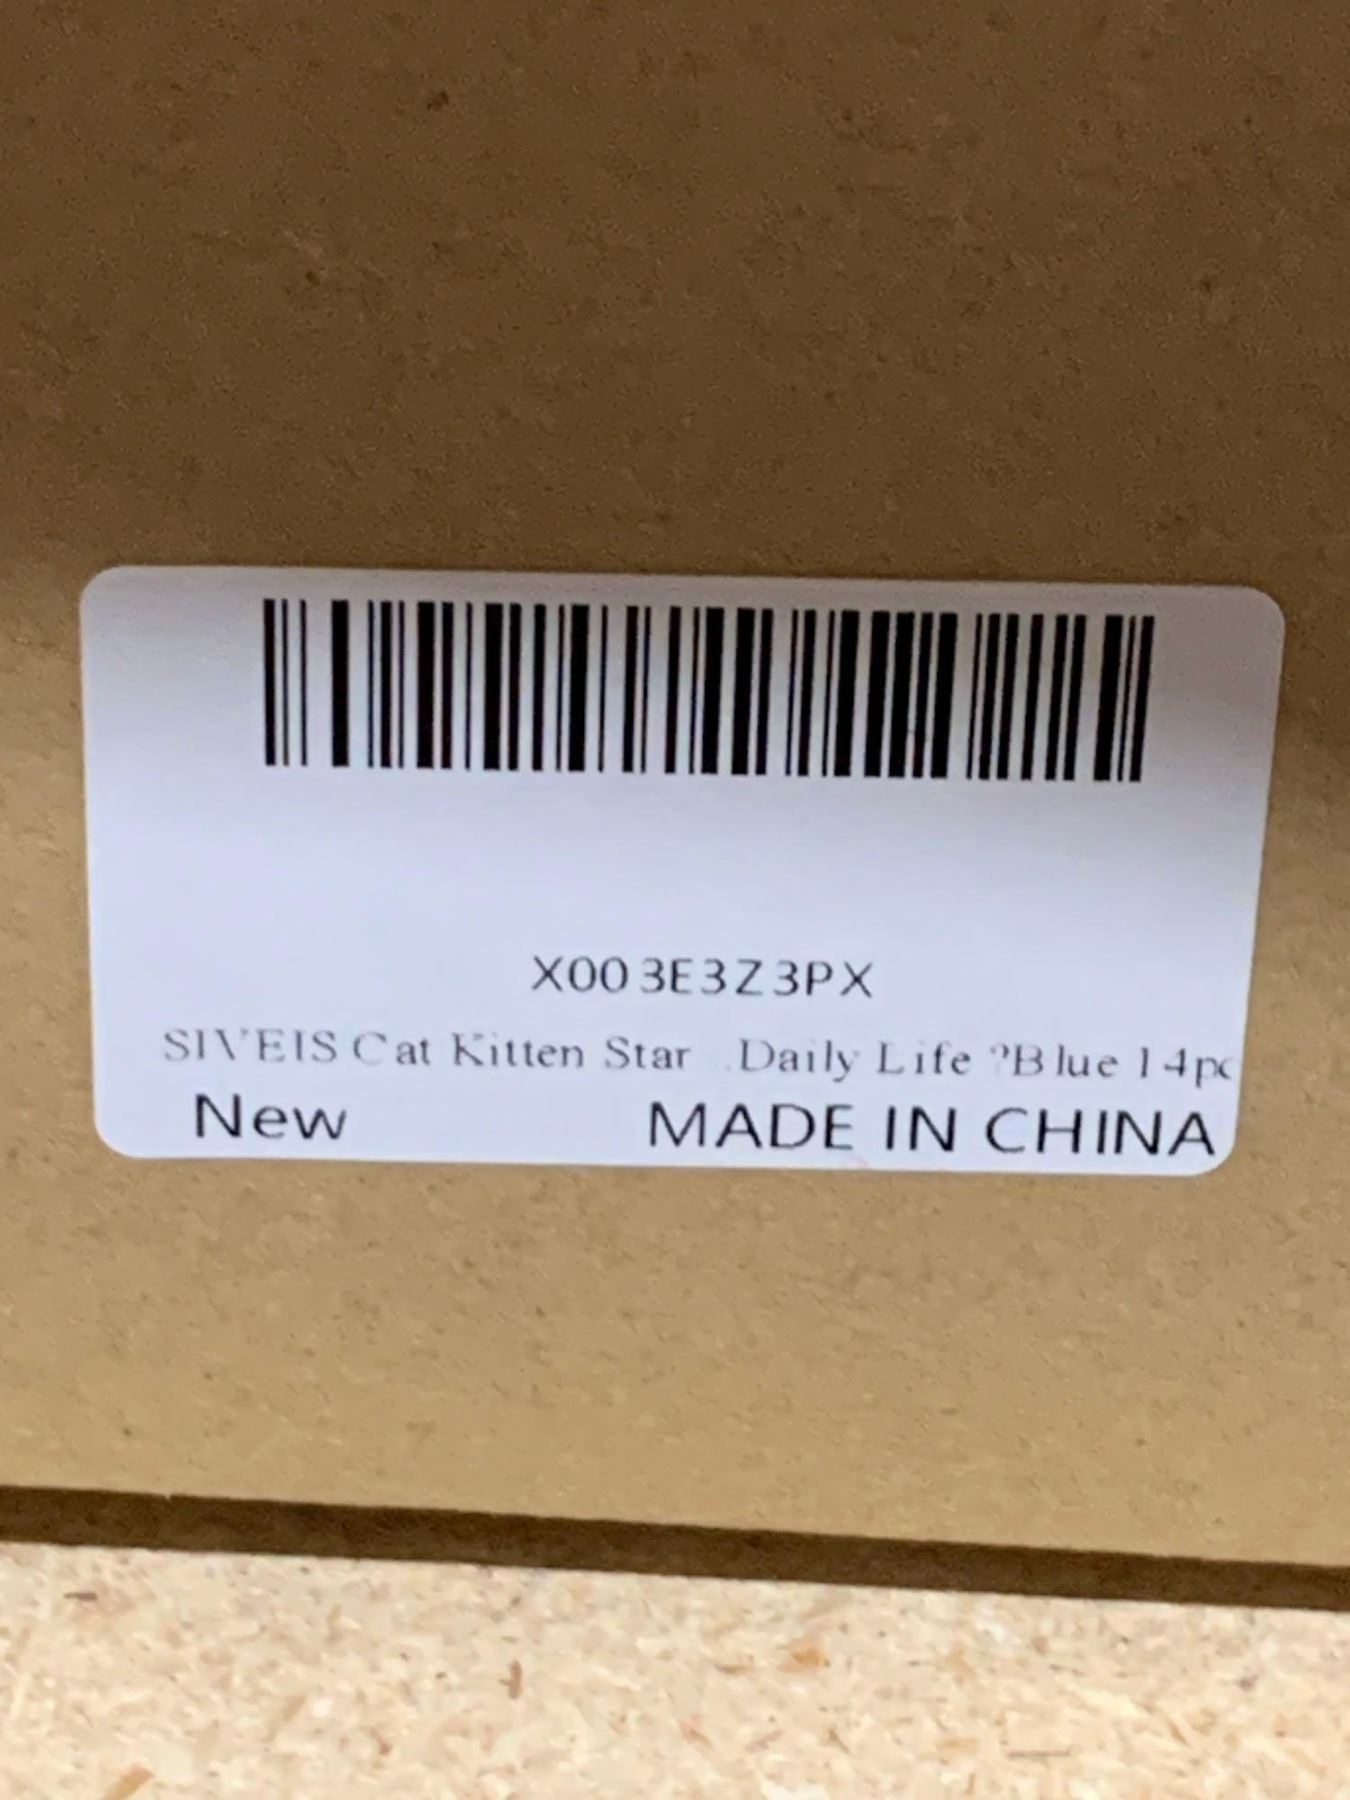 X003E3Z3PX
SIVEIS Cat Kitten Star ...Daily Life ?Blue 14pc
New MADE IN CHINA